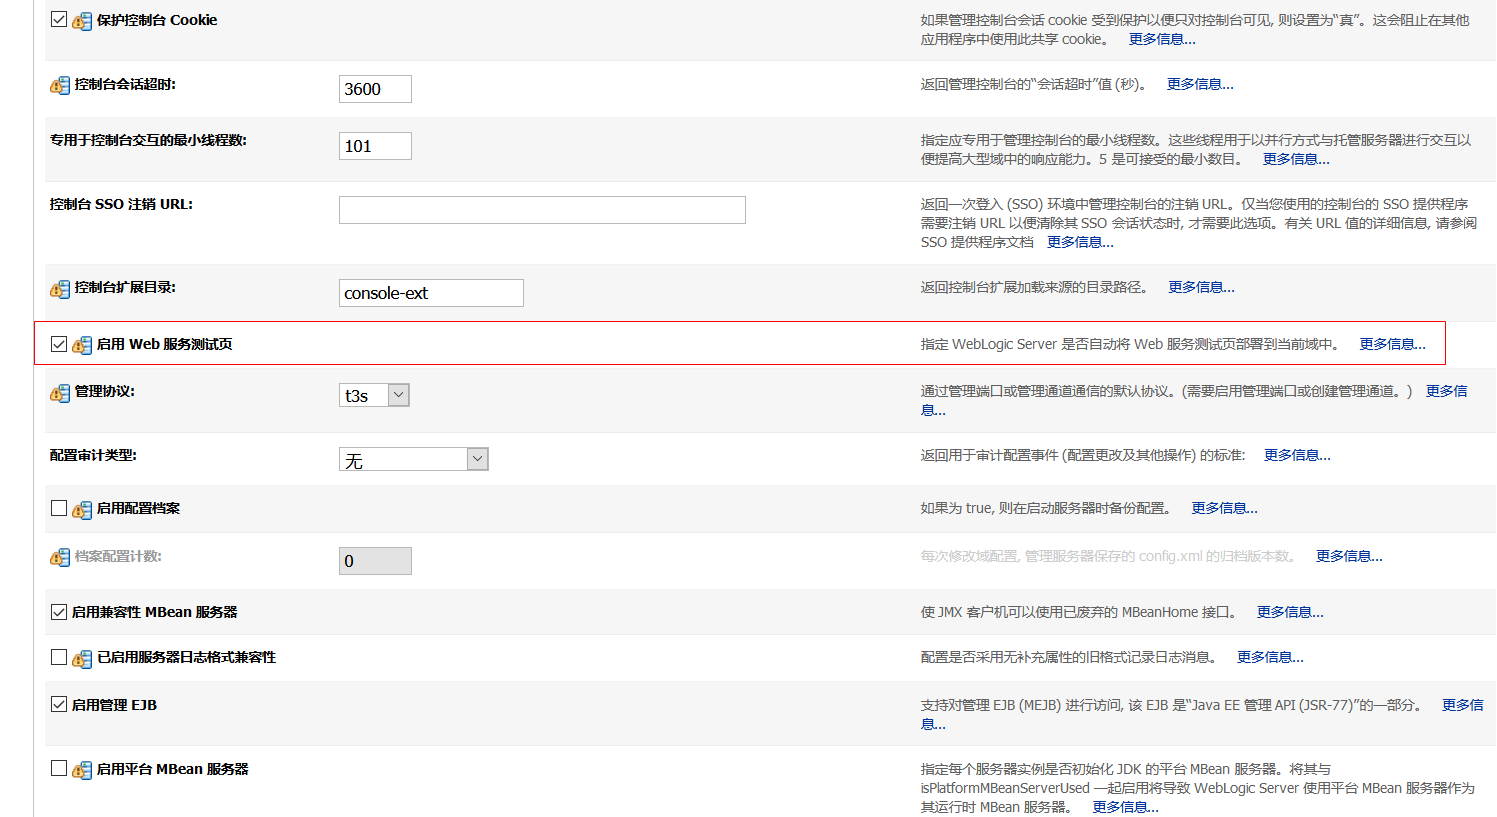 保护控制台 Cookie
如果管理控制台会话 cookie 受到保护以便只对控制台可见, 则设置为“真”。这会阻止在其他
应用程序中使用此共享 cookie。 更多信息...
控制台会话超时:
3600
返回管理控制台的“会话超时”值 (秒)。 更多信息...
专用于控制台交互的最小线程数:
101
指定应专用于管理控制台的最小线程数。这些线程用于以并行方式与托管服务器进行交互以
便提高大型域中的响应能力。5 是可接受的最小数目。 更多信息...
控制台 SSO 注销 URL:
返回一次登入 (SSO) 环境中管理控制台的注销 URL。仅当您使用的控制台的 SSO 提供程序
需要注销 URL 以便清除其 SSO 会话状态时, 才需要此选项。有关 URL 值的详细信息, 请参阅
SSO 提供程序文档 更多信息...
控制台扩展目录:
console-ext
返回控制台扩展加载来源的目录路径。 更多信息...
启用 Web 服务测试页
指定 WebLogic Server 是否自动将 Web 服务测试页部署到当前域中。 更多信息...
管理协议:
t3s
通过管理端口或管理通道通信的默认协议。(需要启用管理端口或创建管理通道。) 更多信
息...
配置审计类型:
无
返回用于审计配置事件 (配置更改及其他操作) 的标准: 更多信息...
启用配置档案
如果为 true, 则在启动服务器时备份配置。 更多信息...
档案配置计数:
0
每次修改域配置, 管理服务器保存的 config.xml 的归档版本数。 更多信息...
启用兼容性 MBean 服务器
使 JMX 客户机可以使用已废弃的 MBeanHome 接口。 更多信息...
已启用服务器日志格式兼容性
配置是否采用无补充属性的旧格式记录日志消息。 更多信息...
启用管理 EJB
支持对管理 EJB (MEJB) 进行访问, 该 EJB 是“Java EE 管理 API (JSR-77)”的一部分。 更多信
息...
启用平台 MBean 服务器
指定每个服务器实例是否初始化 JDK 的平台 MBean 服务器。将其与
isPlatformMBeanServerUsed 一起启用将导致 WebLogic Server 使用平台 MBean 服务器作为
其运行时 MBean 服务器。 更多信息...